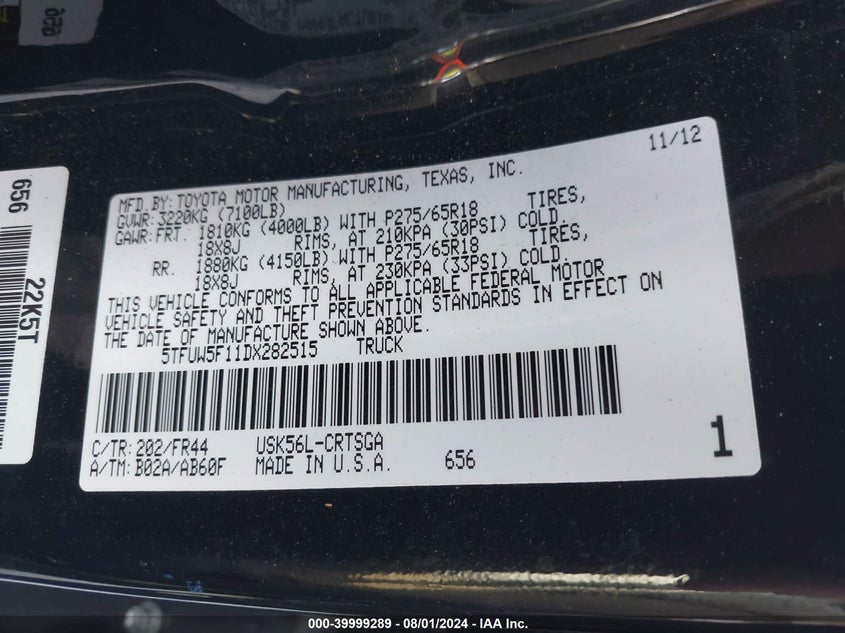 050
656
22K5T
11/12
MFD BY: TOYOTA MOTOR MANUFACTURING, TEXAS, INC.
GVWR: 3220KG (7100LB)
GAWR: FRT. 1810KG (4000LB) WITH P275/65R18 TIRES,
18X8J RIMS, AT 210KPA (30PSI) COLD.
RR. 1880KG (4150LB) WITH P275/65R18 TIRES,
18X8J RIMS, AT 230KPA (33PSI) COLD.
THIS VEHICLE CONFORMS TO ALL APPLICABLE FEDERAL MOTOR
VEHICLE SAFETY AND THEFT PREVENTION STANDARDS IN EFFECT ON
THE DATE OF MANUFACTURE SHOWN ABOVE.
5TFUW5F11DX282515 TRUCK
C/TR: 202/FR44 USK56L-CRTSGA
A/TM: B02A/AB60F MADE IN U.S.A. 656
1
000-39999289 - 08/01/2024 - IAA Inc.